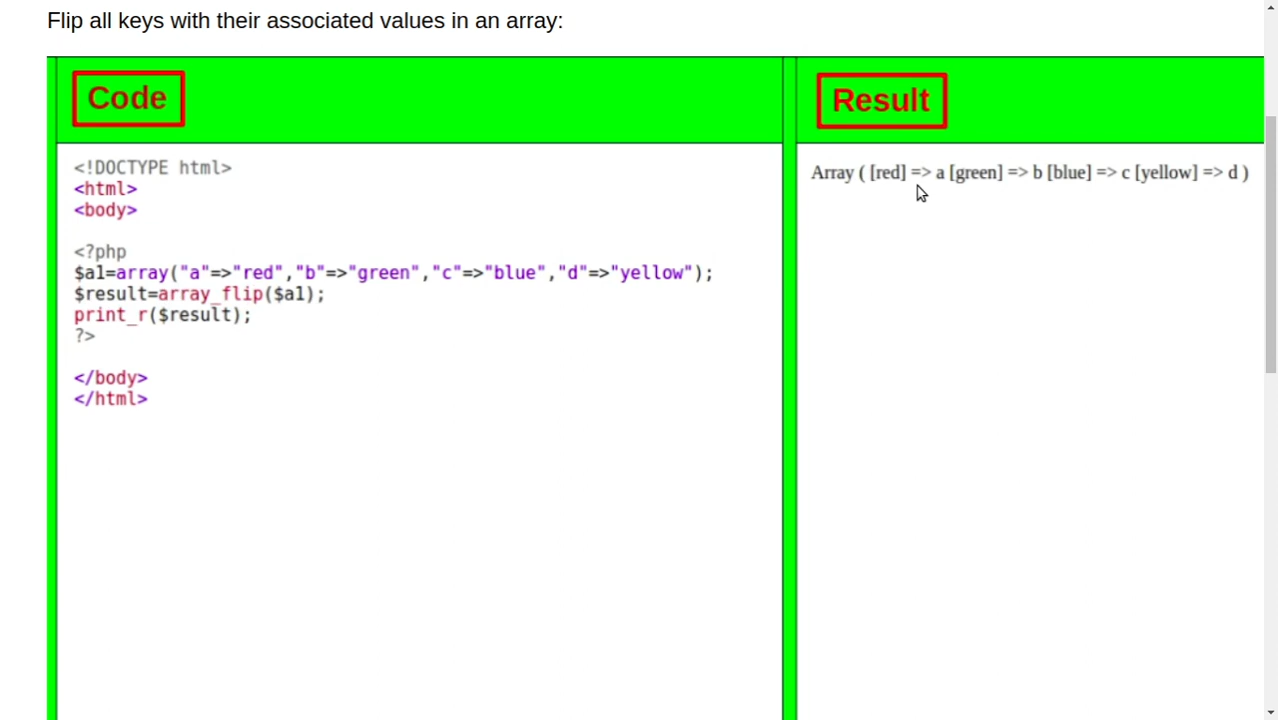 Flip all keys with their associated values in an array:
Code
<!DOCTYPE html>
<html>
<body>
<?php
$a1=array("a"=>"red","b"=>"green","c"=>"blue","d"=>"yellow");
$result=array_flip($a1);
print_r($result);
?>
</body>
</html>
Result
Array ( [red] => a [green] => b [blue] => c [yellow] => d )